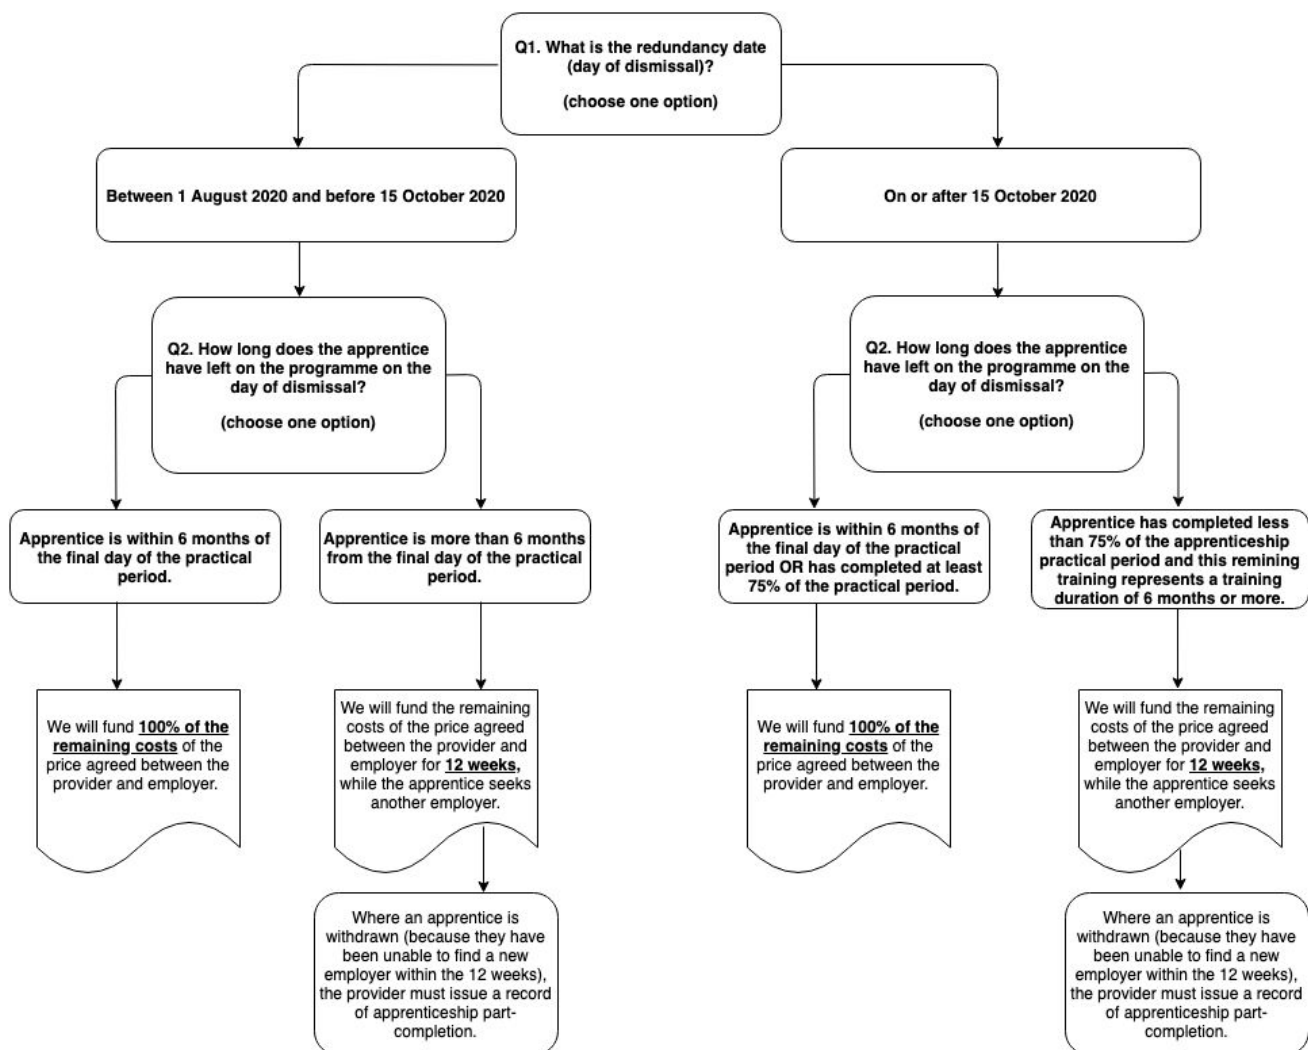 Q1. What is the redundancy date
(day of dismissal)?
(choose one option)
Between 1 August 2020 and before 15 October 2020
On or after 15 October 2020
Q2. How long does the apprentice
have left on the programme on the
day of dismissal?
(choose one option)
Q2. How long does the apprentice
have left on the programme on the
day of dismissal?
(choose one option)
Apprentice is within 6 months of
the final day of the practical
period.
Apprentice is more than 6 months
from the final day of the practical
period.
Apprentice is within 6 months of
the final day of the practical
period OR has completed at least
75% of the practical period.
Apprentice has completed less
than 75% of the apprenticeship
practical period and this remining
training represents a training
duration of 6 months or more.
We will fund 100% of the
remaining costs of the
price agreed between the
provider and employer.
We will fund the remaining
costs of the price agreed
between the provider and
employer for 12 weeks,
while the apprentice seeks
another employer.
We will fund 100% of the
remaining costs of the
price agreed between the
provider and employer.
We will fund the remaining
costs of the price agreed
between the provider and
employer for 12 weeks,
while the apprentice seeks
another employer.
Where an apprentice is
withdrawn (because they have
been unable to find a new
employer within the 12 weeks),
the provider must issue a record
of apprenticeship part-
completion.
Where an apprentice is
withdrawn (because they have
been unable to find a new
employer within the 12 weeks),
the provider must issue a record
of apprenticeship part-
completion.